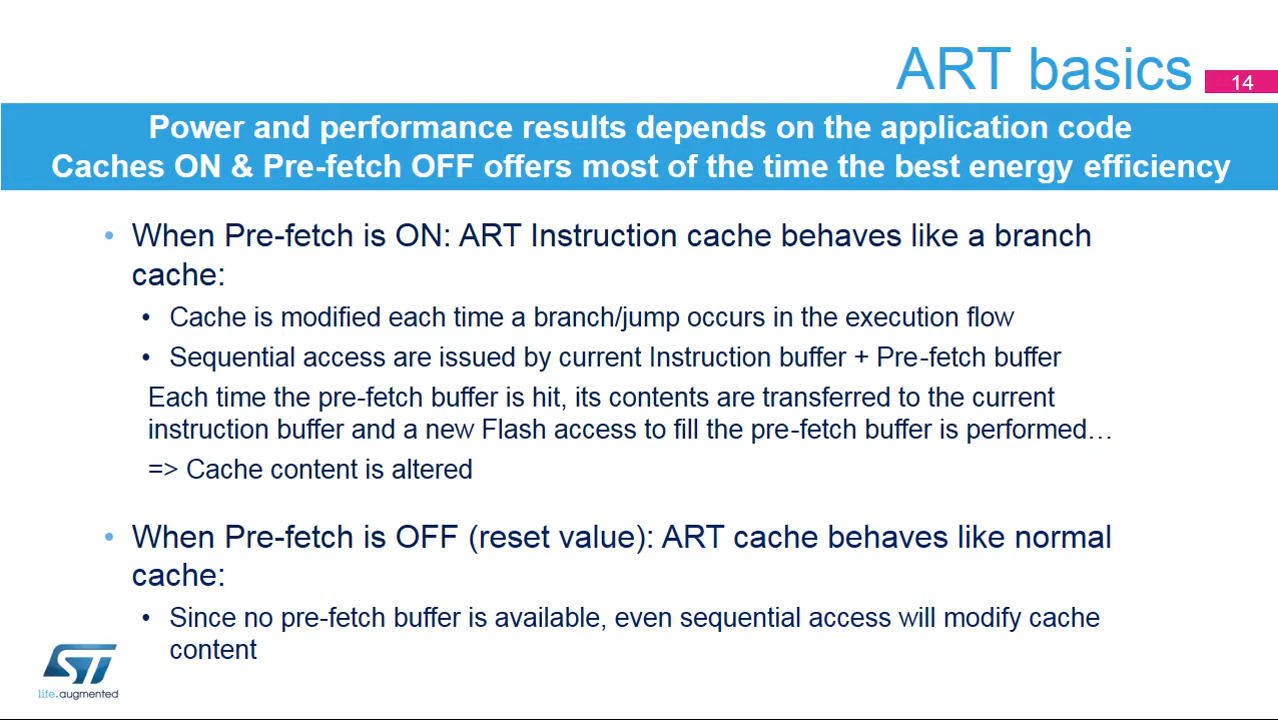 ART basics
14
Power and performance results depends on the application code
Caches ON & Pre-fetch OFF offers most of the time the best energy efficiency
• When Pre-fetch is ON: ART Instruction cache behaves like a branch
cache:
• Cache is modified each time a branch/jump occurs in the execution flow
• Sequential access are issued by current Instruction buffer + Pre-fetch buffer
Each time the pre-fetch buffer is hit, its contents are transferred to the current
instruction buffer and a new Flash access to fill the pre-fetch buffer is performed…
=> Cache content is altered
• When Pre-fetch is OFF (reset value): ART cache behaves like normal
cache:
• Since no pre-fetch buffer is available, even sequential access will modify cache
content
ST
life.augmented